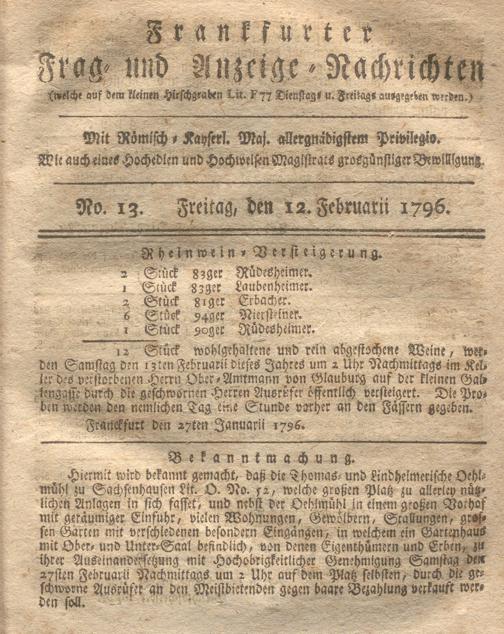 Frankfurter
Frag- und Anzeige-Nachrichten
(welche auf dem kleinen Hirschgraben Lit. F 77 Dienstags u. Freitags ausgegeben werden.)
Mit Römisch-Kayserl. Maj. allergnädigstem Privilegio.
Wie auch eines Hochedlen und Hochweisen Magistrats grosgünstiger Bewilligung.
No. 13. Freitag, den 12. Februarii 1796.
Rheinwein-Versteigerung.
2 Stück 83ger Rüdesheimer.
1 Stück 83ger Laubenheimer.
2 Stück 81ger Erbacher.
6 Stück 94ger Niersteiner.
1 Stück 90ger Rüdesheimer.
12 Stück wohlgehaltene und rein abgestochene Weine, wer-
den Samstag den 13ten Februarii dieses Jahres um 2 Uhr Nachmittags im Kel-
ler des verstorbenen Herrn Ober-Amtmann von Glauburg auf der kleinen Gal-
lengasse durch die geschwornen Herren Ausrüfer öffentlich versteigert. Die Pro-
ben werden den nemlichen Tag eine Stunde vorher an den Fässern gegeben.
Franckfurt den 27ten Januarii 1796.
Bekanntmachung.
Hiermit wird bekannt gemacht, daß die Thomas- und Lindheimerische Oehl-
mühl zu Sachsenhausen Lit. O. No. 52, welche großen Platz zu allerley nüz-
lichen Anlagen in sich fasset, und nebst der Oehlmühl in einem großen Vorhof
mit geräumiger Einfuhr, vielen Wohnungen, Gewölbern, Stallungen, gros-
sen Garten mit verschiedenen besondern Eingängen, in welchem ein Gartenhaus
mit Ober- und Unter-Saal befindlich, von denen Eigenthümern und Erben, zu
ihrer Auseinandersetzung mit Hochobrigkeitlicher Genehmigung Samstag den
27sten Februarii Nachmittags um 2 Uhr auf dem Platz selbsten, durch die ge-
schworne Ausrüfer an den Meistbietenden gegen baare Bezahlung verkauft wer-
den soll.